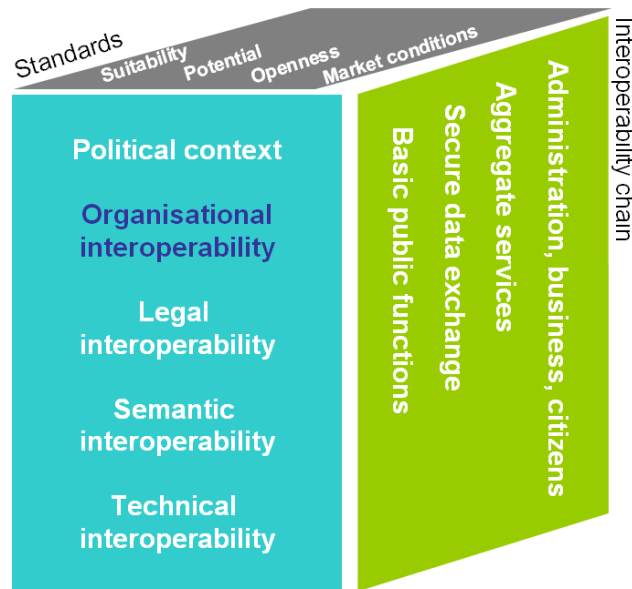 Standards
Suitability
Potential
Openness
Market conditions
Political context
Organisational
interoperability
Legal
interoperability
Semantic
interoperability
Technical
interoperability
Basic public functions
Secure data exchange
Aggregate services
Administration, business, citizens
Interoperability chain